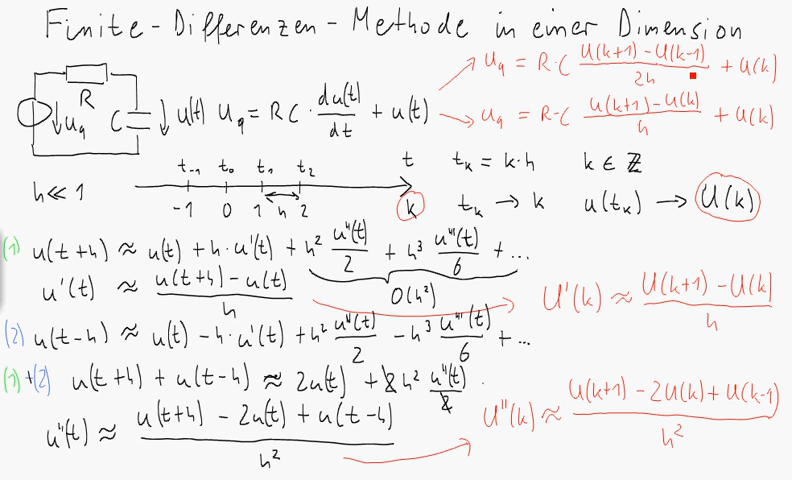 Finite-Differenzen-Methode in einer Dimension
R
u_q
C
u(t)
u_q = RC · du(t)/dt + u(t)
u_q = R·C (U(k+1) - U(k-1))/2h + U(k)
u_q = R·C (U(k+1) - U(k))/h + U(k)
h ≪ 1
t_-1 t_0 t_1 t_2 t
-1 0 1 h 2 k
t_k = k·h k ∈ ℤ
t_k → k u(t_k) → U(k)
(1) u(t+h) ≈ u(t) + h·u'(t) + h² u''(t)/2 + h³ u'''(t)/6 + ...
O(h²)
u'(t) ≈ (u(t+h) - u(t))/h
U'(k) ≈ (U(k+1) - U(k))/h
(2) u(t-h) ≈ u(t) - h·u'(t) + h² u''(t)/2 - h³ u'''(t)/6 + ...
(1)+(2) u(t+h) + u(t-h) ≈ 2u(t) + 2h² u''(t)/2
u''(t) ≈ (u(t+h) - 2u(t) + u(t-h))/h²
U''(k) ≈ (U(k+1) - 2U(k) + U(k-1))/h²